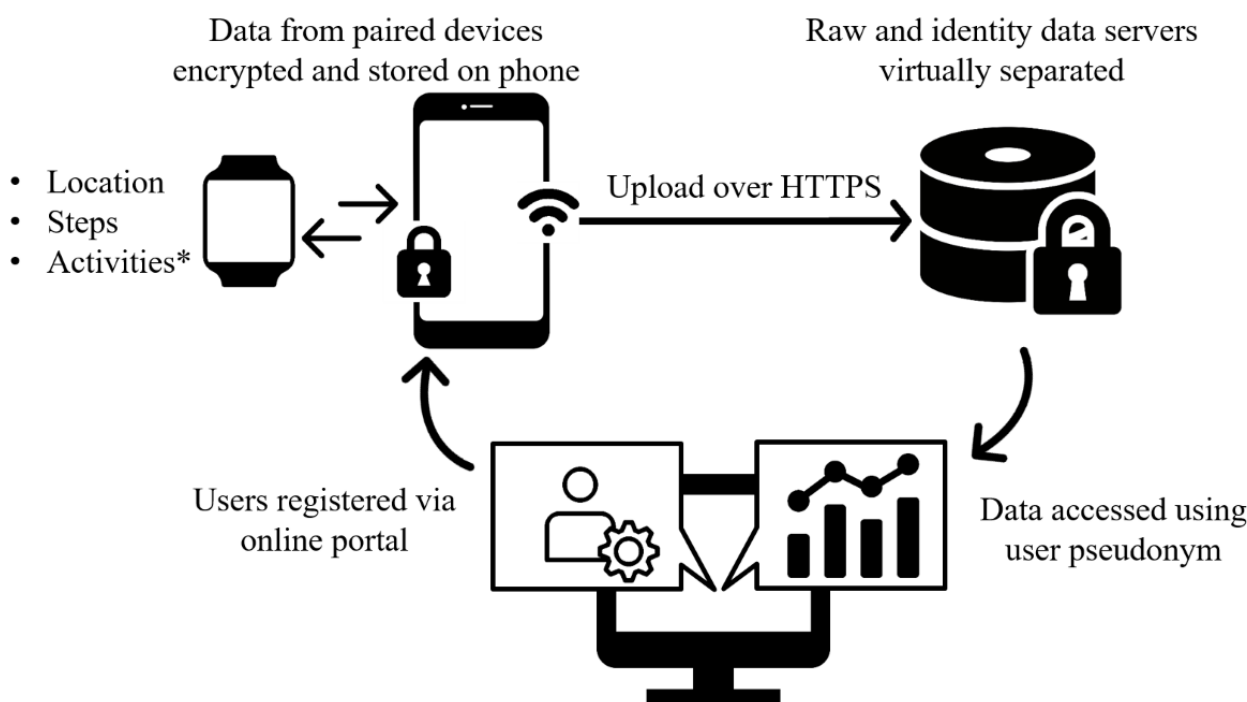 Data from paired devices
encrypted and stored on phone
Raw and identity data servers
virtually separated
• Location
• Steps
• Activities*
Upload over HTTPS
Users registered via
online portal
Data accessed using
user pseudonym